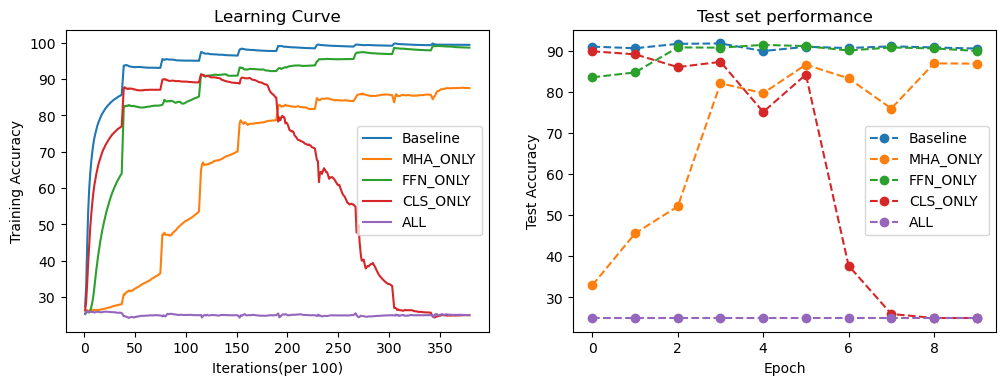 Learning Curve
Training Accuracy
100
90
80
70
60
50
40
30
0
50
100
150
200
250
300
350
Iterations(per 100)
Baseline
MHA_ONLY
FFN_ONLY
CLS_ONLY
ALL
Test set performance
Test Accuracy
90
80
70
60
50
40
30
0
2
4
6
8
Epoch
Baseline
MHA_ONLY
FFN_ONLY
CLS_ONLY
ALL